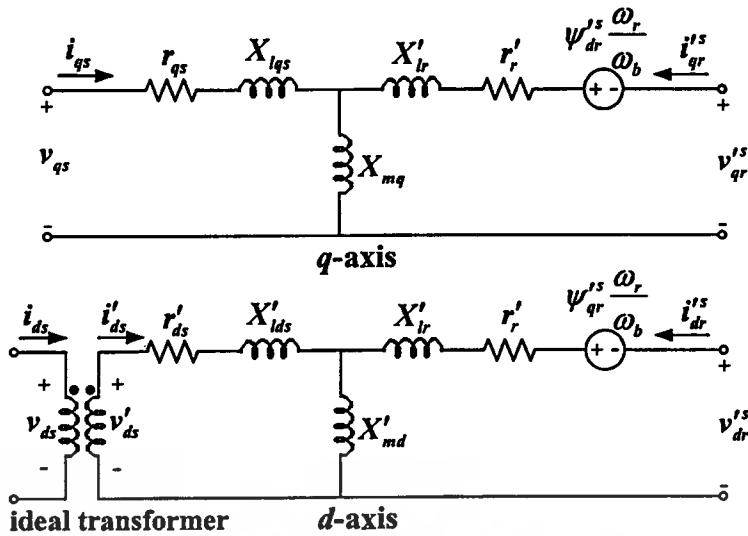 i_qs r_qs X_lqs X'_lr r'_r ψ'^s_dr ω_r/ω_b i'^s_qr
+ + - +
v_qs X_mq v'^s_qr
- -
q-axis
i_ds i'_ds r'_ds X'_lds X'_lr r'_r ψ'^s_qr ω_r/ω_b i'^s_dr
+ + + - +
v_ds v'_ds X'_md v'^s_dr
- - -
ideal transformer d-axis